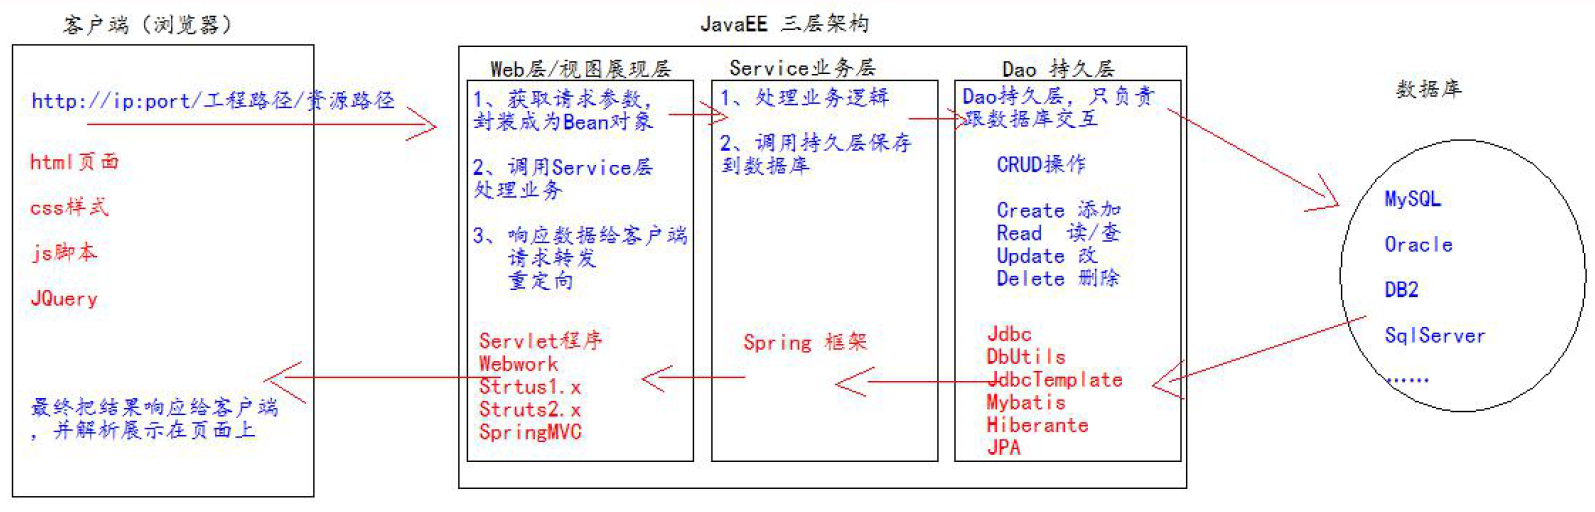 客户端（浏览器）
http://ip:port/工程路径/资源路径
html页面
css样式
js脚本
JQuery
最终把结果响应给客户端
，并解析展示在页面上
JavaEE 三层架构
Web层/视图展现层
1、获取请求参数，
封装成为Bean对象
2、调用Service层
处理业务
3、响应数据给客户端
请求转发
重定向
Servlet程序
Webwork
Strtus1.x
Struts2.x
SpringMVC
Service业务层
1、处理业务逻辑
2、调用持久层保存
到数据库
Spring 框架
Dao 持久层
Dao持久层，只负责
跟数据库交互
CRUD操作
Create 添加
Read 读/查
Update 改
Delete 删除
Jdbc
DbUtils
JdbcTemplate
Mybatis
Hiberante
JPA
数据库
MySQL
Oracle
DB2
SqlServer
......